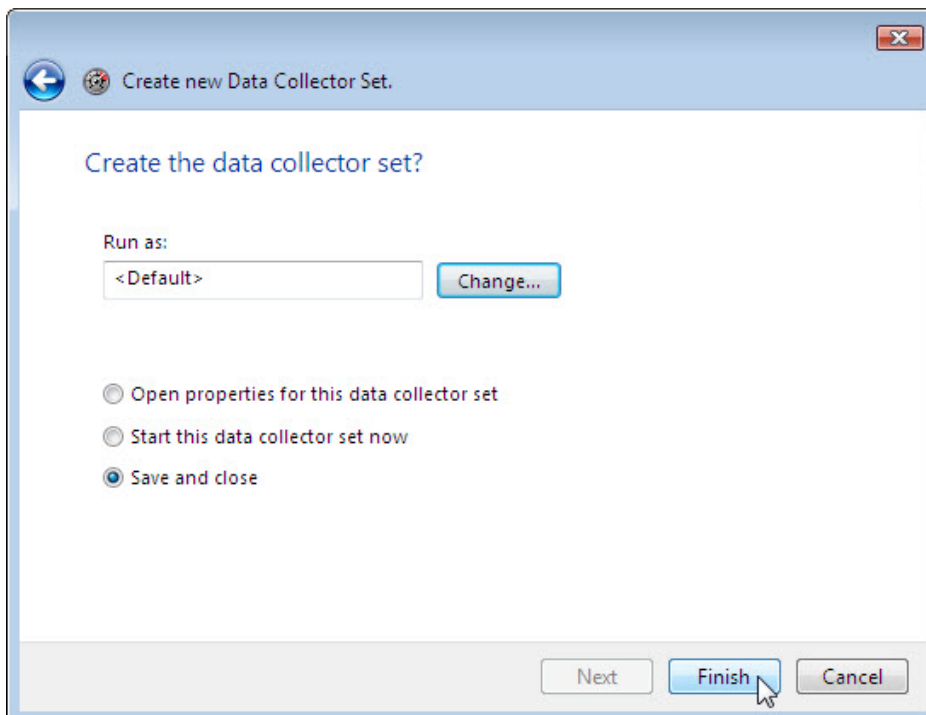 Create new Data Collector Set.
Create the data collector set?
Run as:
<Default>
Change...
Open properties for this data collector set
Start this data collector set now
Save and close
Next
Finish
Cancel